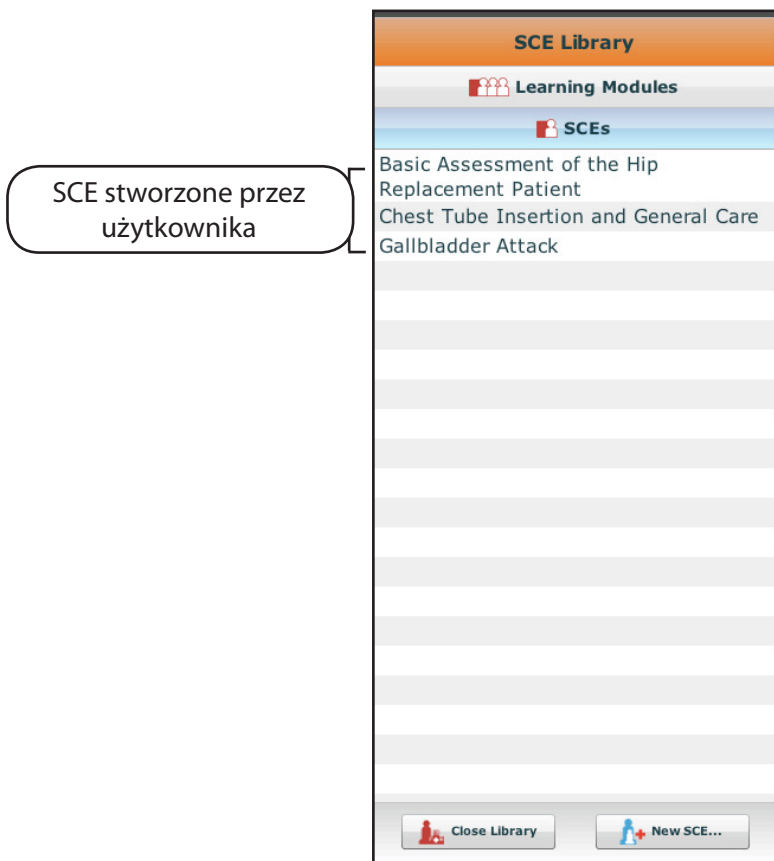 SCE Library
Learning Modules
SCEs
SCE stworzone przez
użytkownika
Basic Assessment of the Hip
Replacement Patient
Chest Tube Insertion and General Care
Gallbladder Attack
Close Library
New SCE...